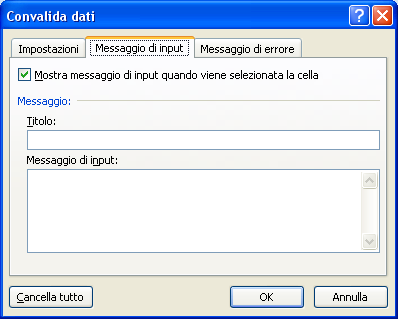 Convalida dati
Impostazioni
Messaggio di input
Messaggio di errore
Mostra messaggio di input quando viene selezionata la cella
Messaggio:
Titolo:
Messaggio di input:
Cancella tutto
OK
Annulla